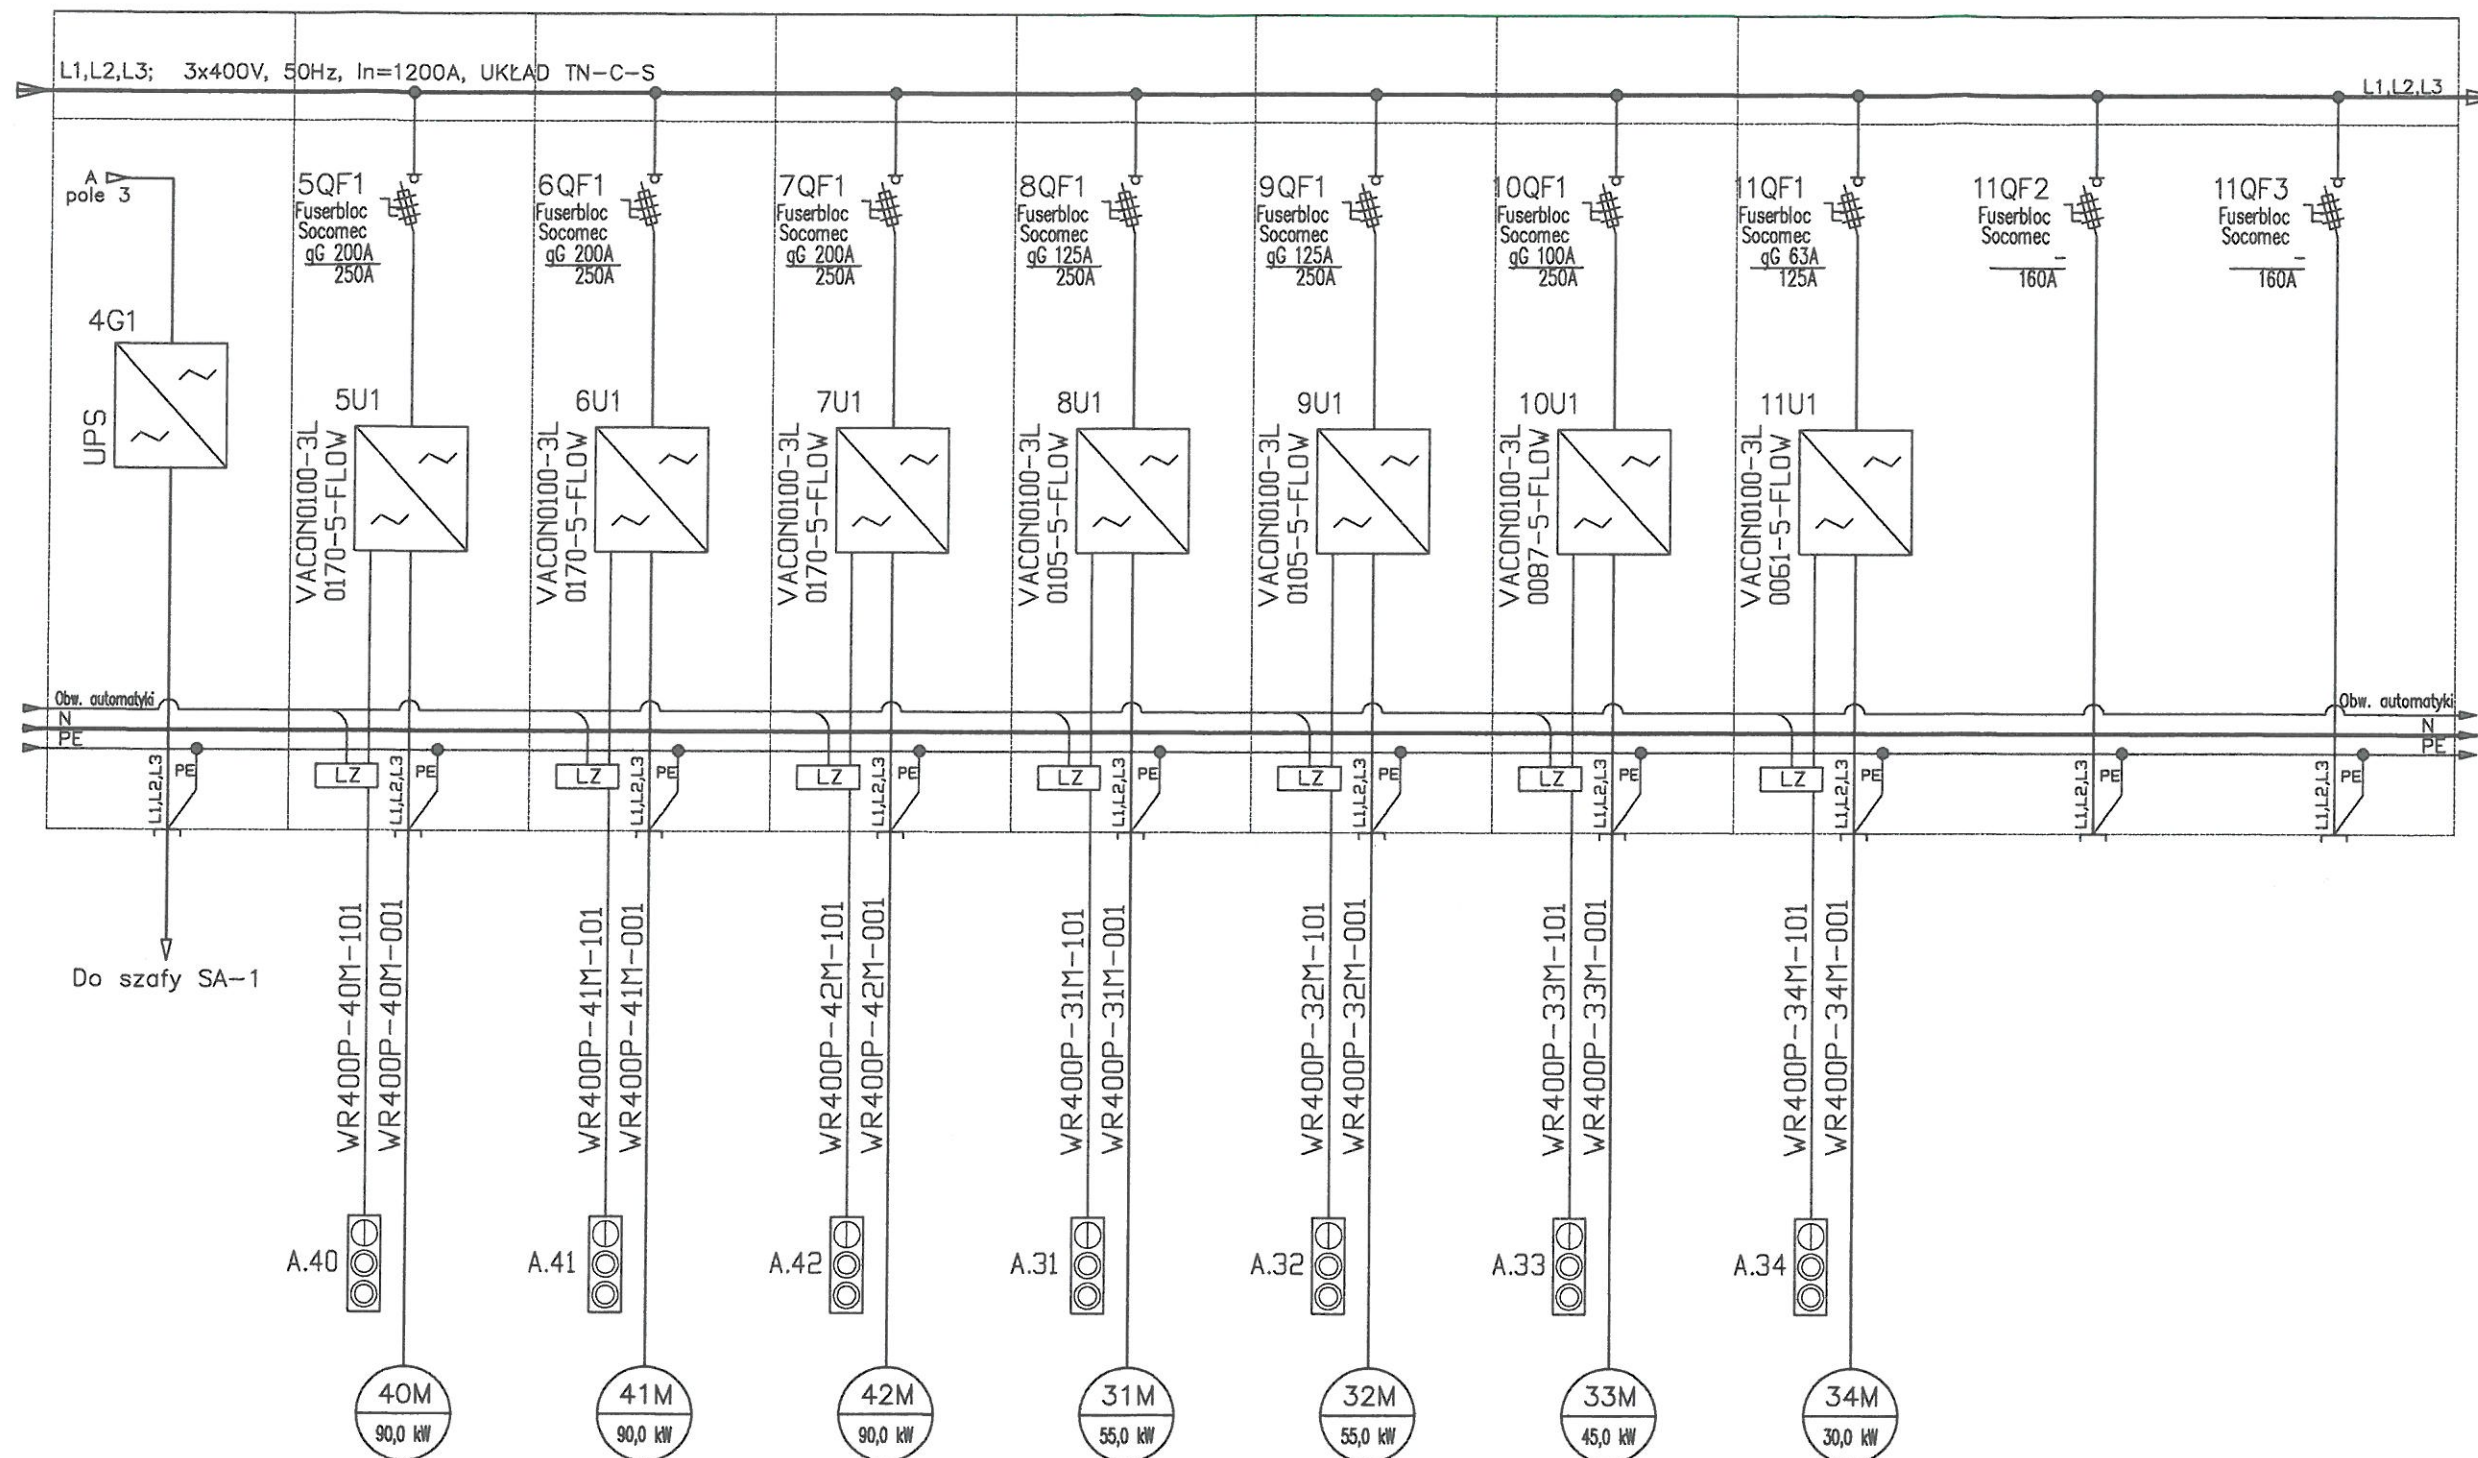 L1,L2,L3; 3x400V, 50Hz, In=1200A, UKŁAD TN-C-S
L1,L2,L3
A
pole 3
4G1
UPS
5QF1
Fuserbloc
Socomec
gG 200A
250A
5U1
VACON0100-3L
0170-5-FLOW
6QF1
Fuserbloc
Socomec
gG 200A
250A
6U1
VACON0100-3L
0170-5-FLOW
7QF1
Fuserbloc
Socomec
gG 200A
250A
7U1
VACON0100-3L
0170-5-FLOW
8QF1
Fuserbloc
Socomec
gG 125A
250A
8U1
VACON0100-3L
0105-5-FLOW
9QF1
Fuserbloc
Socomec
gG 125A
250A
9U1
VACON0100-3L
0105-5-FLOW
10QF1
Fuserbloc
Socomec
gG 100A
250A
10U1
VACON0100-3L
0087-5-FLOW
11QF1
Fuserbloc
Socomec
gG 63A
125A
11U1
VACON0100-3L
0061-5-FLOW
11QF2
Fuserbloc
Socomec
-
160A
11QF3
Fuserbloc
Socomec
-
160A
Obw. automatyki
N
PE
Obw. automatyki
N
PE
L1,L2,L3
PE
LZ
L1,L2,L3
PE
LZ
L1,L2,L3
PE
LZ
L1,L2,L3
PE
LZ
L1,L2,L3
PE
LZ
L1,L2,L3
PE
LZ
L1,L2,L3
PE
LZ
L1,L2,L3
PE
L1,L2,L3
PE
L1,L2,L3
PE
Do szafy SA-1
WR400P-40M-101
WR400P-40M-001
WR400P-41M-101
WR400P-41M-001
WR400P-42M-101
WR400P-42M-001
WR400P-31M-101
WR400P-31M-001
WR400P-32M-101
WR400P-32M-001
WR400P-33M-101
WR400P-33M-001
WR400P-34M-101
WR400P-34M-001
A.40
A.41
A.42
A.31
A.32
A.33
A.34
40M
90,0 kW
41M
90,0 kW
42M
90,0 kW
31M
55,0 kW
32M
55,0 kW
33M
45,0 kW
34M
30,0 kW